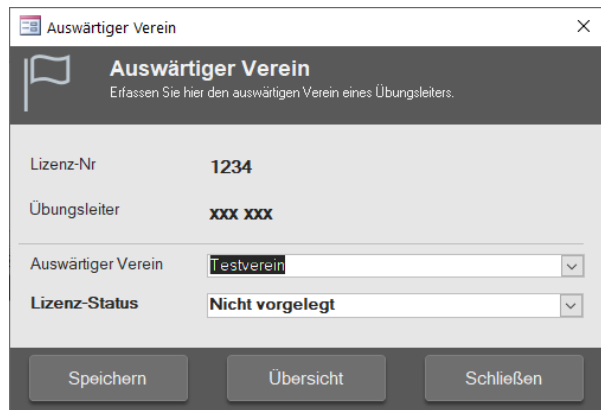 Auswärtiger Verein
Auswärtiger Verein
Erfassen Sie hier den auswärtigen Verein eines Übungsleiters.
Lizenz-Nr 1234
Übungsleiter xxx xxx
Auswärtiger Verein Testverein
Lizenz-Status Nicht vorgelegt
Speichern Übersicht Schließen